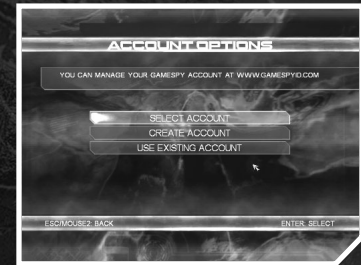 ACCOUNT OPTIONS
YOU CAN MANAGE YOUR GAMESPY ACCOUNT AT WWW.GAMESPYID.COM
SELECT ACCOUNT
CREATE ACCOUNT
USE EXISTING ACCOUNT
ESC/MOUSE2: BACK
ENTER: SELECT